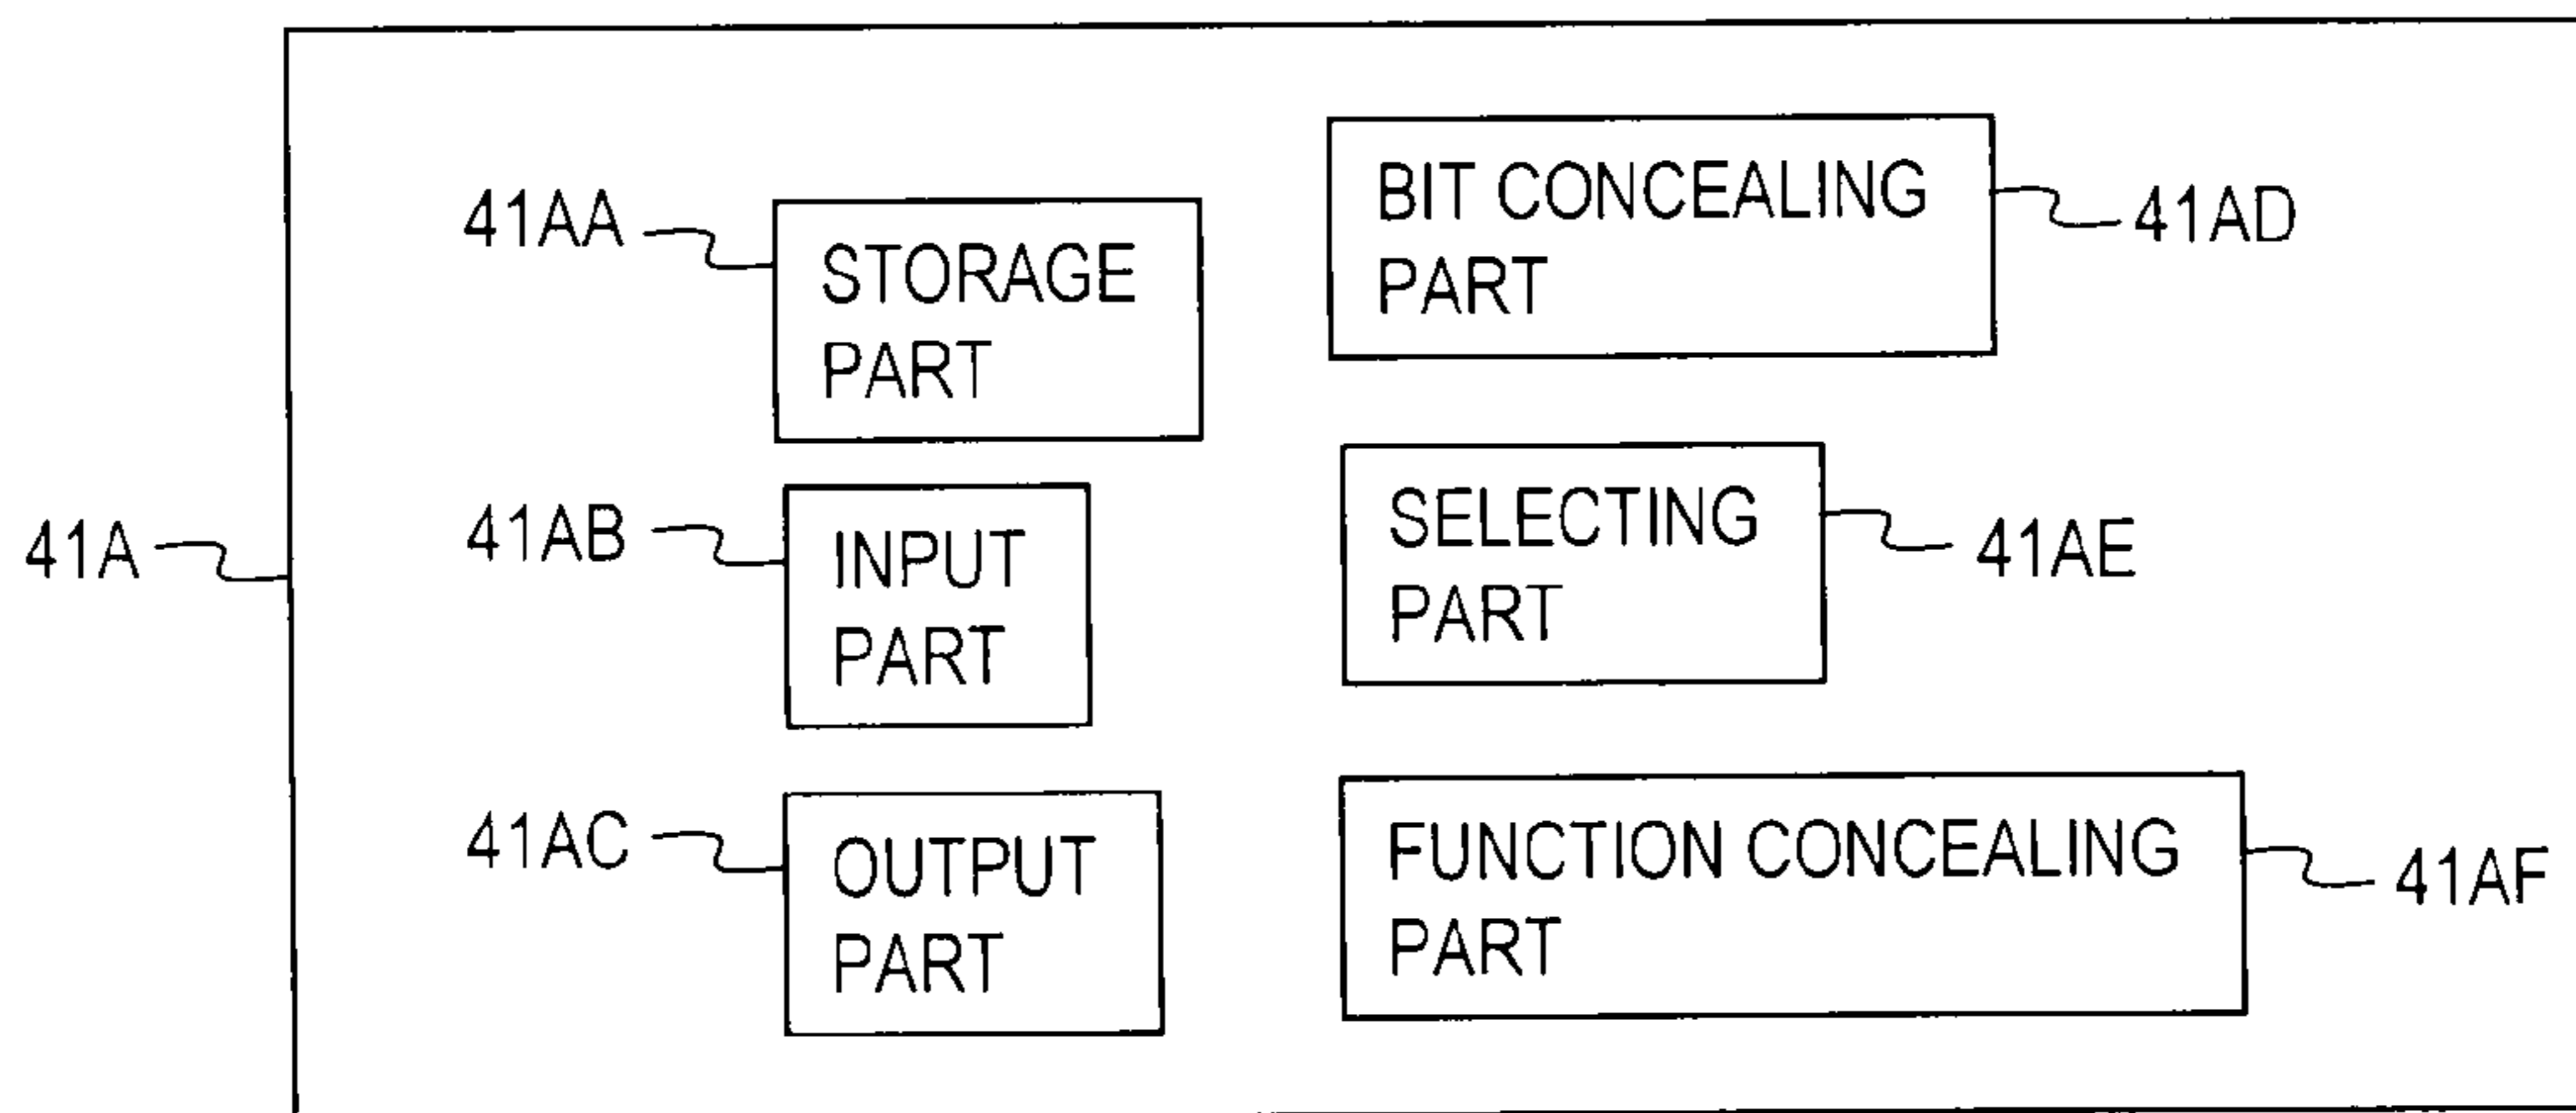 41A
41AA
STORAGE
PART
41AB
INPUT
PART
41AC
OUTPUT
PART
BIT CONCEALING
PART
41AD
SELECTING
PART
41AE
FUNCTION CONCEALING
PART
41AF